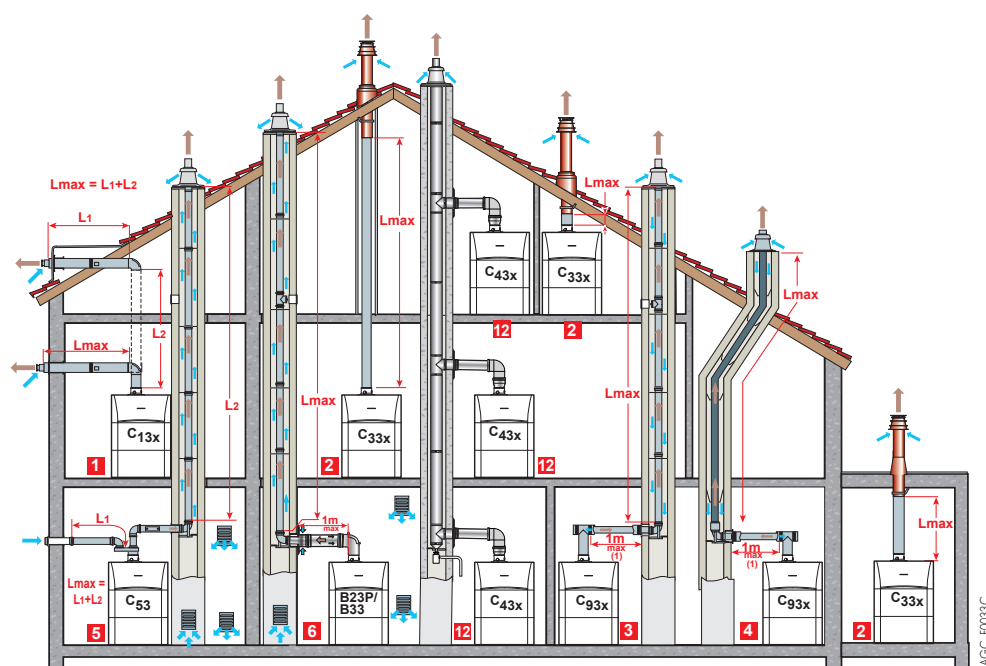 Lmax = L1+L2
L1
Lmax
L2
Lmax
C13x
1
L2
Lmax
C33x
2
Lmax
C43x
12
Lmax
C33x
2
C43x
12
Lmax
Lmax
L1
Lmax =
L1+L2
C53
5
1m
max
B23P/
B33
6
C43x
12
1m
max
(1)
C93x
3
1m
max
(1)
C93x
4
Lmax
C33x
2
AGC_F0033C